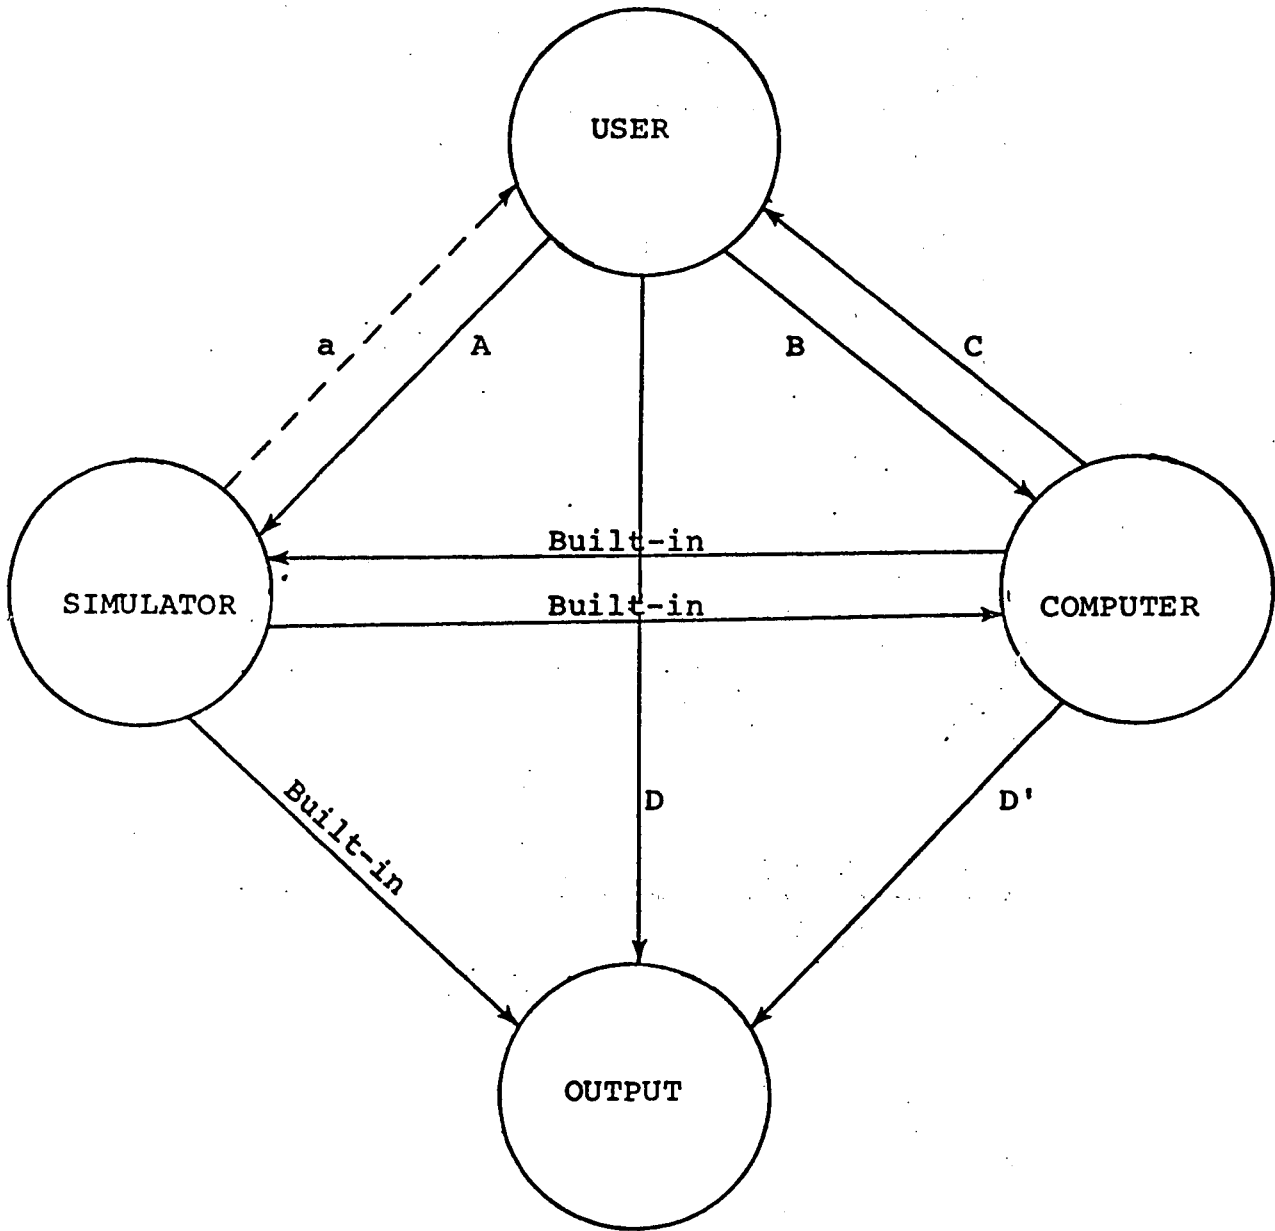 USER
a
A
B
C
Built-in
Built-in
SIMULATOR
COMPUTER
Built-in
D
D'
OUTPUT